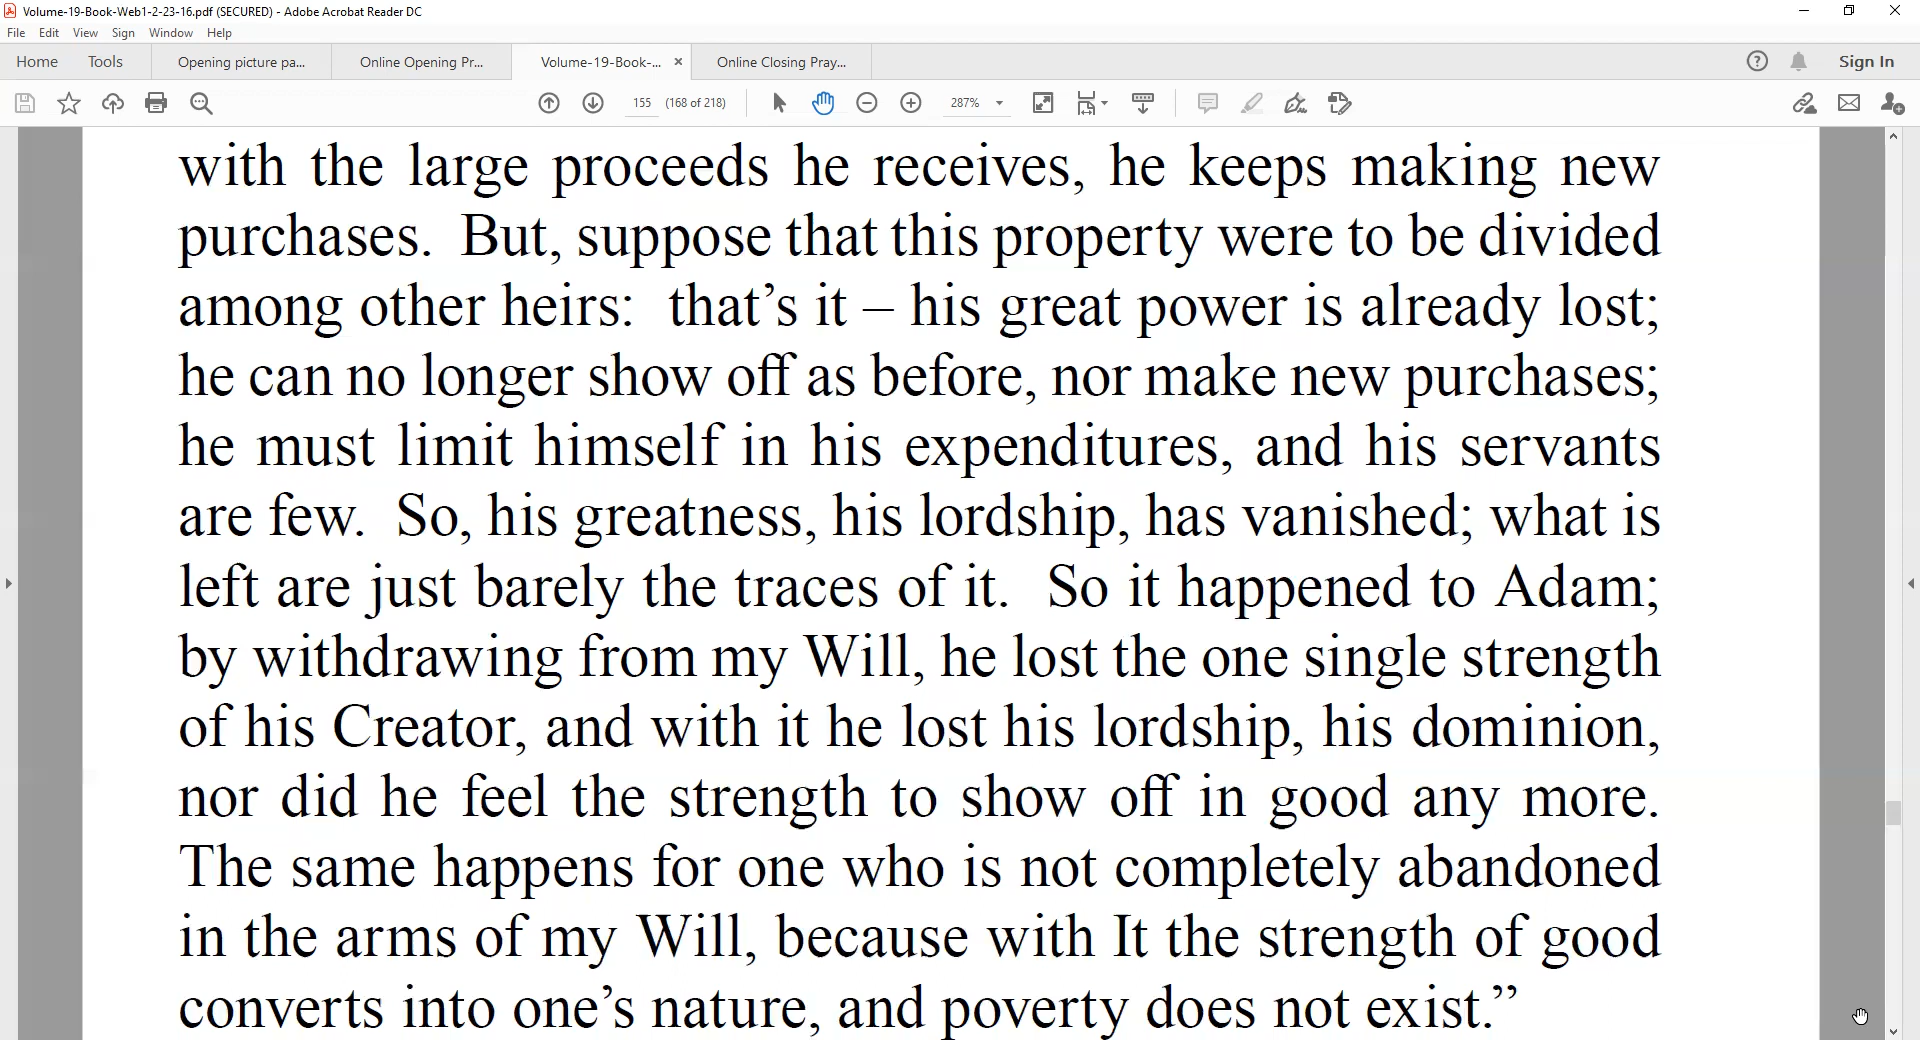 Volume-19-Book-Web1-2-23-16.pdf (SECURED) - Adobe Acrobat Reader DC
File Edit View Sign Window Help
Home Tools Opening picture pa... Online Opening Pr... Volume-19-Book-... × Online Closing Pray... Sign In
155 (168 of 218) 287%
with the large proceeds he receives, he keeps making new
purchases.  But, suppose that this property were to be divided
among other heirs:  that’s it – his great power is already lost;
he can no longer show off as before, nor make new purchases;
he must limit himself in his expenditures, and his servants
are few.  So, his greatness, his lordship, has vanished; what is
left are just barely the traces of it.  So it happened to Adam;
by withdrawing from my Will, he lost the one single strength
of his Creator, and with it he lost his lordship, his dominion,
nor did he feel the strength to show off in good any more.
The same happens for one who is not completely abandoned
in the arms of my Will, because with It the strength of good
converts into one’s nature, and poverty does not exist.”